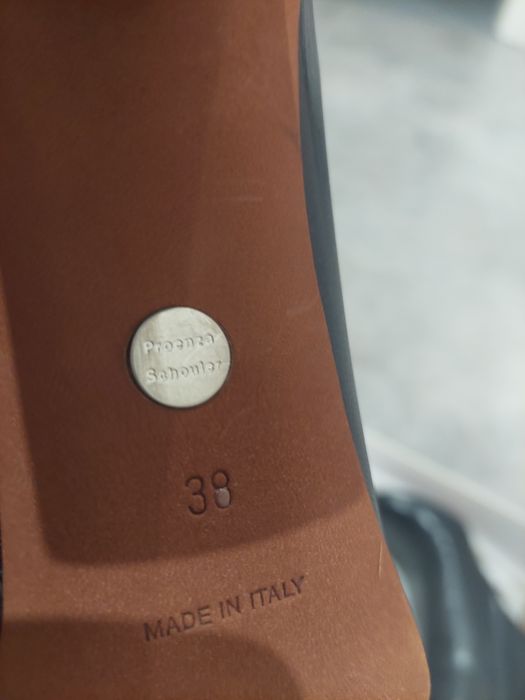 Proenza
Schouler
38
MADE IN ITALY